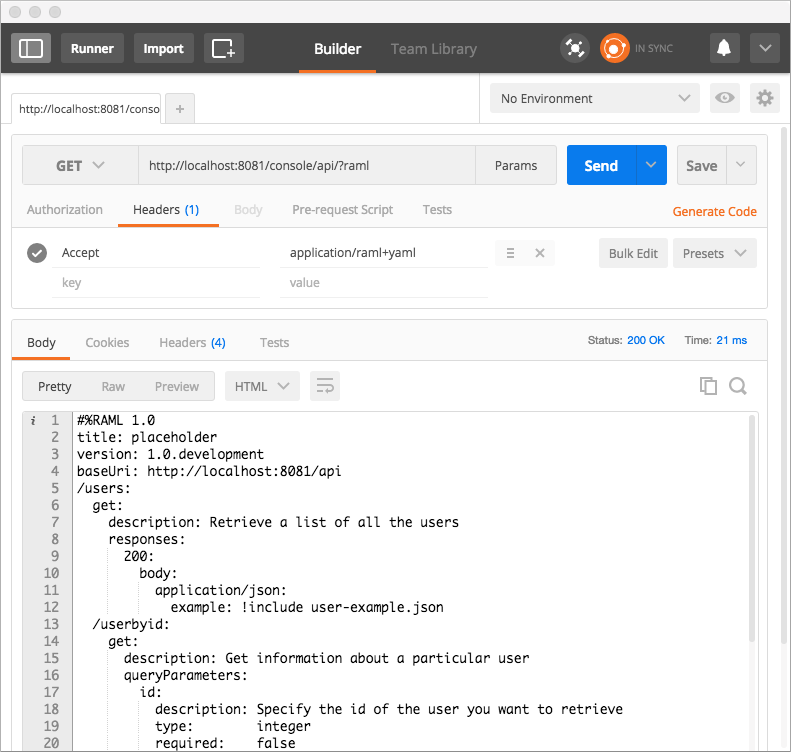 Runner Import Builder Team Library IN SYNC
http://localhost:8081/conso + No Environment
GET http://localhost:8081/console/api/?raml Params Send Save
Authorization Headers (1) Body Pre-request Script Tests Generate Code
Accept application/raml+yaml Bulk Edit Presets
key value
Body Cookies Headers (4) Tests Status: 200 OK Time: 21 ms
Pretty Raw Preview HTML
i 1 #%RAML 1.0
2 title: placeholder
3 version: 1.0.development
4 baseUri: http://localhost:8081/api
5 /users:
6 get:
7 description: Retrieve a list of all the users
8 responses:
9 200:
10 body:
11 application/json:
12 example: !include user-example.json
13 /userbyid:
14 get:
15 description: Get information about a particular user
16 queryParameters:
17 id:
18 description: Specify the id of the user you want to retrieve
19 type: integer
20 required: false